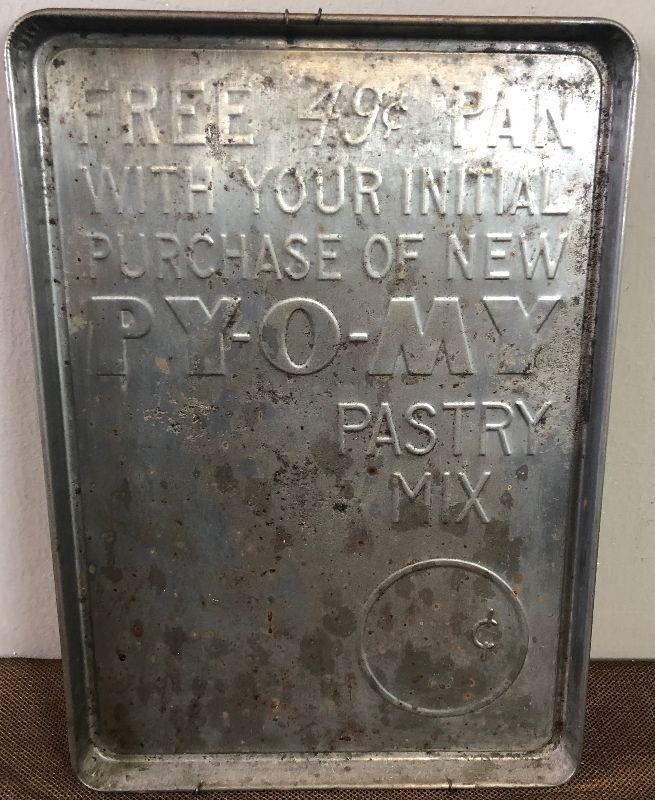 FREE 49¢ PAN
WITH YOUR INITIAL
PURCHASE OF NEW
PY-O-MY
PASTRY
MIX
¢